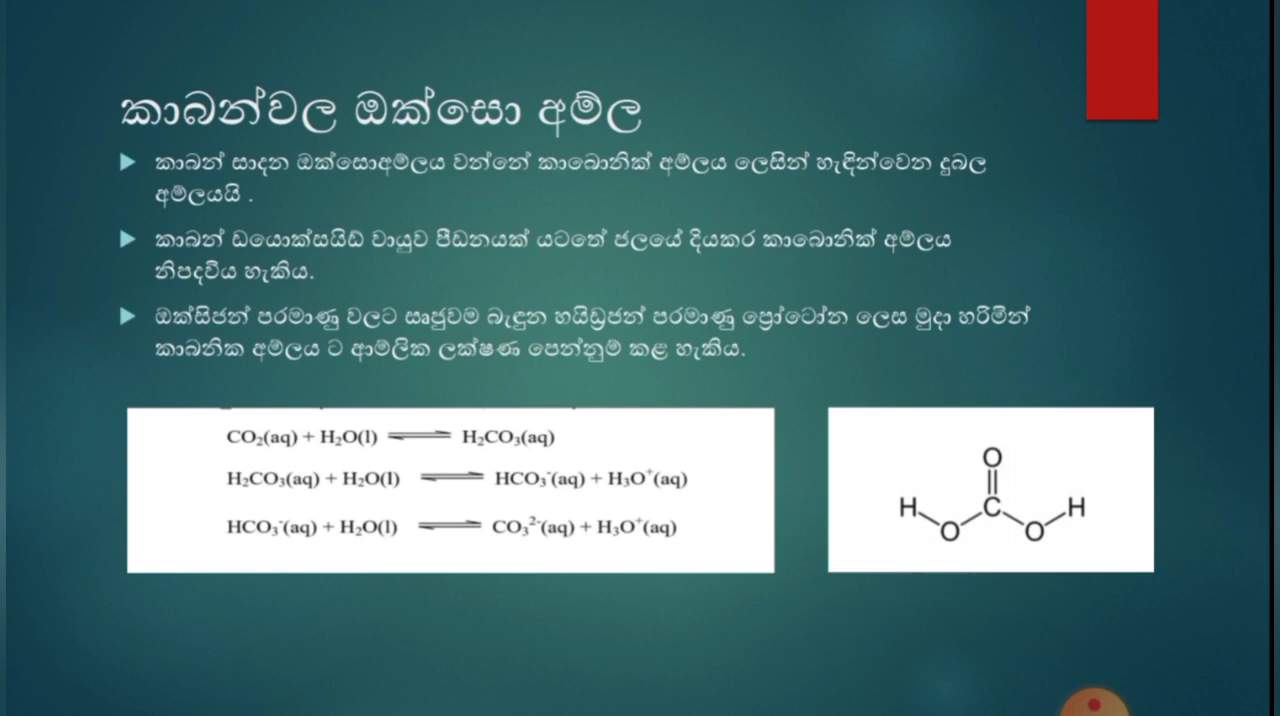 කාබන්වල ඔක්සො අම්ල
කාබන් සාදන ඔක්සොඅම්ලය වන්නේ කාබොනික් අම්ලය ලෙසින් හැඳින්වෙන දුබල
අම්ලයයි .
කාබන් ඩයොක්සයිඩ් වායුව පීඩනයක් යටතේ ජලයේ දියකර කාබොනික් අම්ලය
නිපදවිය හැකිය.
ඔක්සිජන් පරමාණු වලට සෘජුවම බැඳුන හයිඩ්‍රජන් පරමාණු ප්‍රෝටෝන ලෙස මුදා හරිමින්
කාබනික අම්ලය ට ආම්ලික ලක්ෂණ පෙන්නුම් කළ හැකිය.
CO₂(aq) + H₂O(l) ⇌ H₂CO₃(aq)
H₂CO₃(aq) + H₂O(l) ⇌ HCO₃⁻(aq) + H₃O⁺(aq)
HCO₃⁻(aq) + H₂O(l) ⇌ CO₃²⁻(aq) + H₃O⁺(aq)
O
H C H
O O